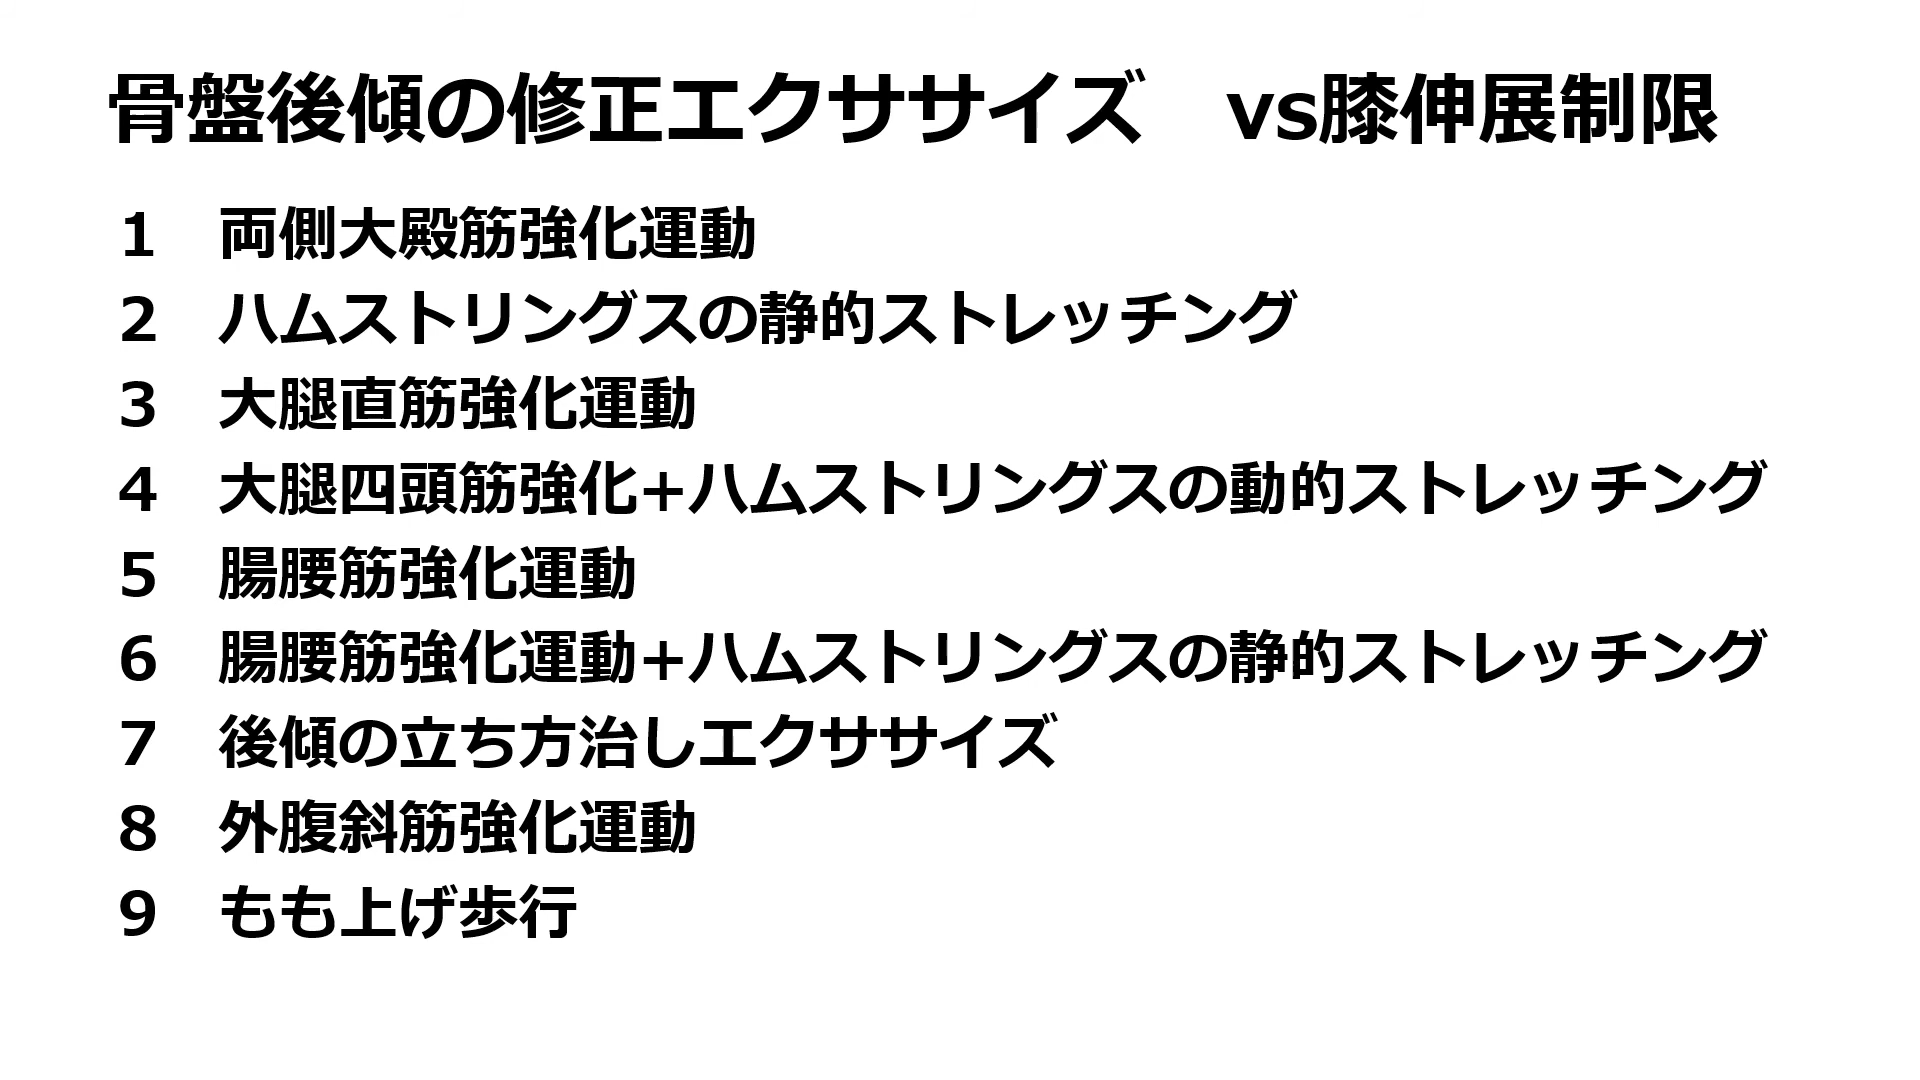 骨盤後傾の修正エクササイズ　vs膝伸展制限
1　両側大殿筋強化運動
2　ハムストリングスの静的ストレッチング
3　大腿直筋強化運動
4　大腿四頭筋強化+ハムストリングスの動的ストレッチング
5　腸腰筋強化運動
6　腸腰筋強化運動+ハムストリングスの静的ストレッチング
7　後傾の立ち方治しエクササイズ
8　外腹斜筋強化運動
9　もも上げ歩行